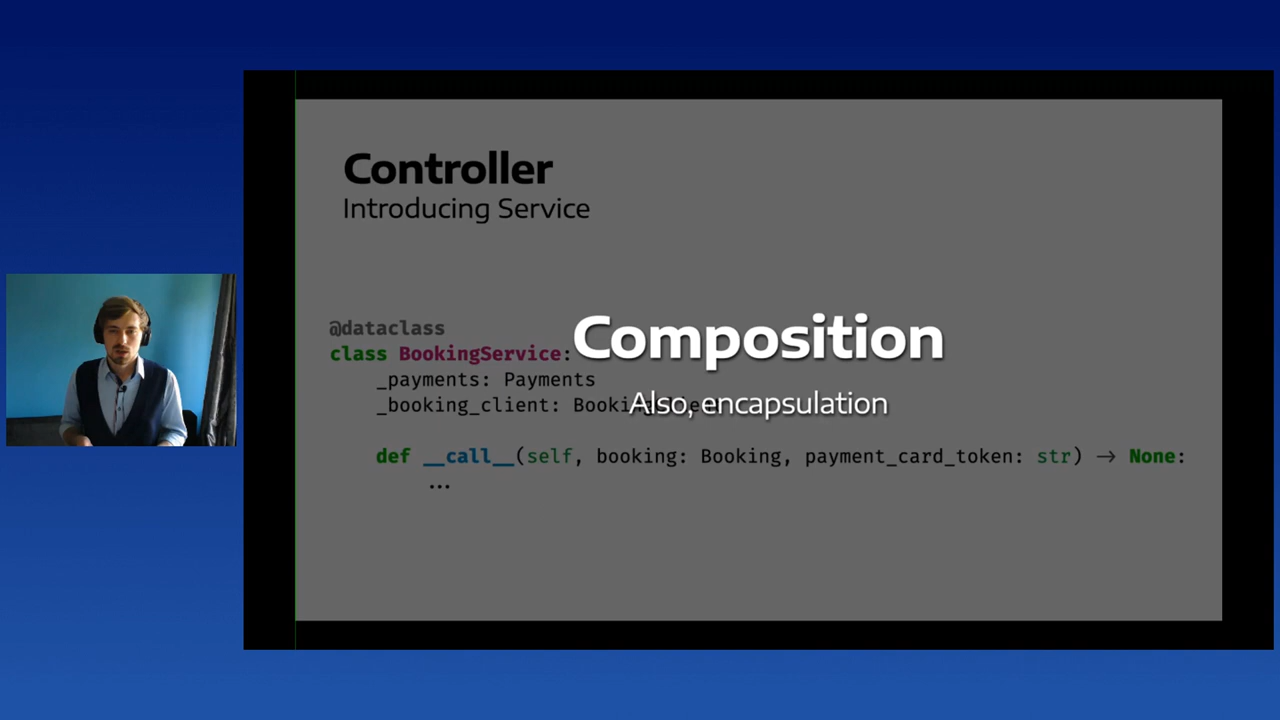 Controller
Introducing Service
Composition
Also, encapsulation
@dataclass
class BookingService:
_payments: Payments
_booking_client:
def __call__(self, booking: Booking, payment_card_token: str) → None:
...